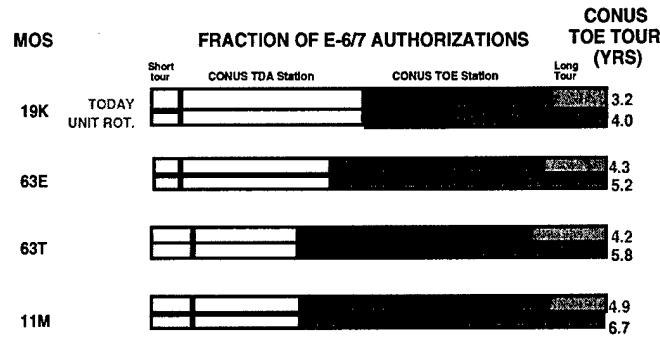 CONUS
MOS FRACTION OF E-6/7 AUTHORIZATIONS TOE TOUR
(YRS)
Short
tour CONUS TDA Station CONUS TOE Station Long
Tour
19K TODAY 3.2
UNIT ROT. 4.0
63E 4.3
5.2
63T 4.2
5.8
11M 4.9
6.7